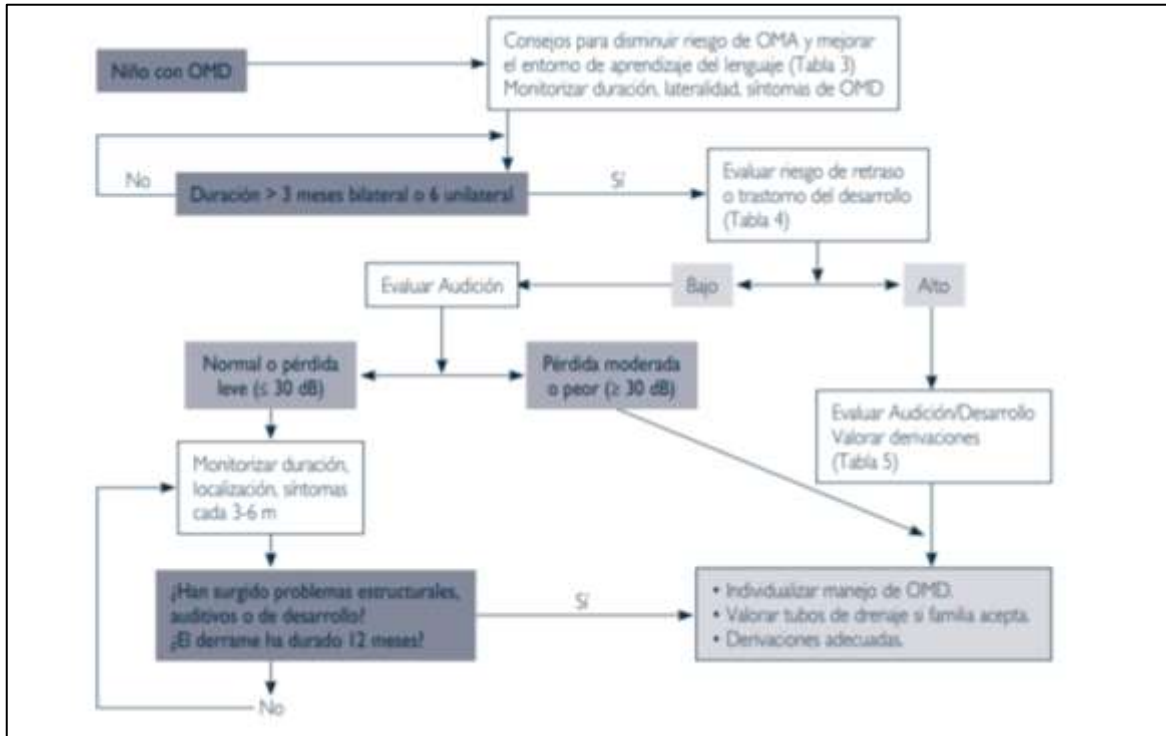 Niño con OMD
Consejos para disminuir riesgo de OMA y mejorar
el entorno de aprendizaje del lenguaje (Tabla 3)
Monitorizar duración, lateralidad, síntomas de OMD
No
Duración > 3 meses bilateral o 6 unilateral
Sí
Evaluar riesgo de retraso
o trastorno del desarrollo
(Tabla 4)
Evaluar Audición
Bajo
Alto
Normal o pérdida
leve (≤ 30 dB)
Pérdida moderada
o peor (≥ 30 dB)
Evaluar Audición/Desarrollo
Valorar derivaciones
(Tabla 5)
Monitorizar duración,
localización, síntomas
cada 3-6 m
¿Han surgido problemas estructurales,
auditivos o de desarrollo?
¿El derrame ha durado 12 meses?
Sí
• Individualizar manejo de OMD.
• Valorar tubos de drenaje si familia acepta.
• Derivaciones adecuadas.
No